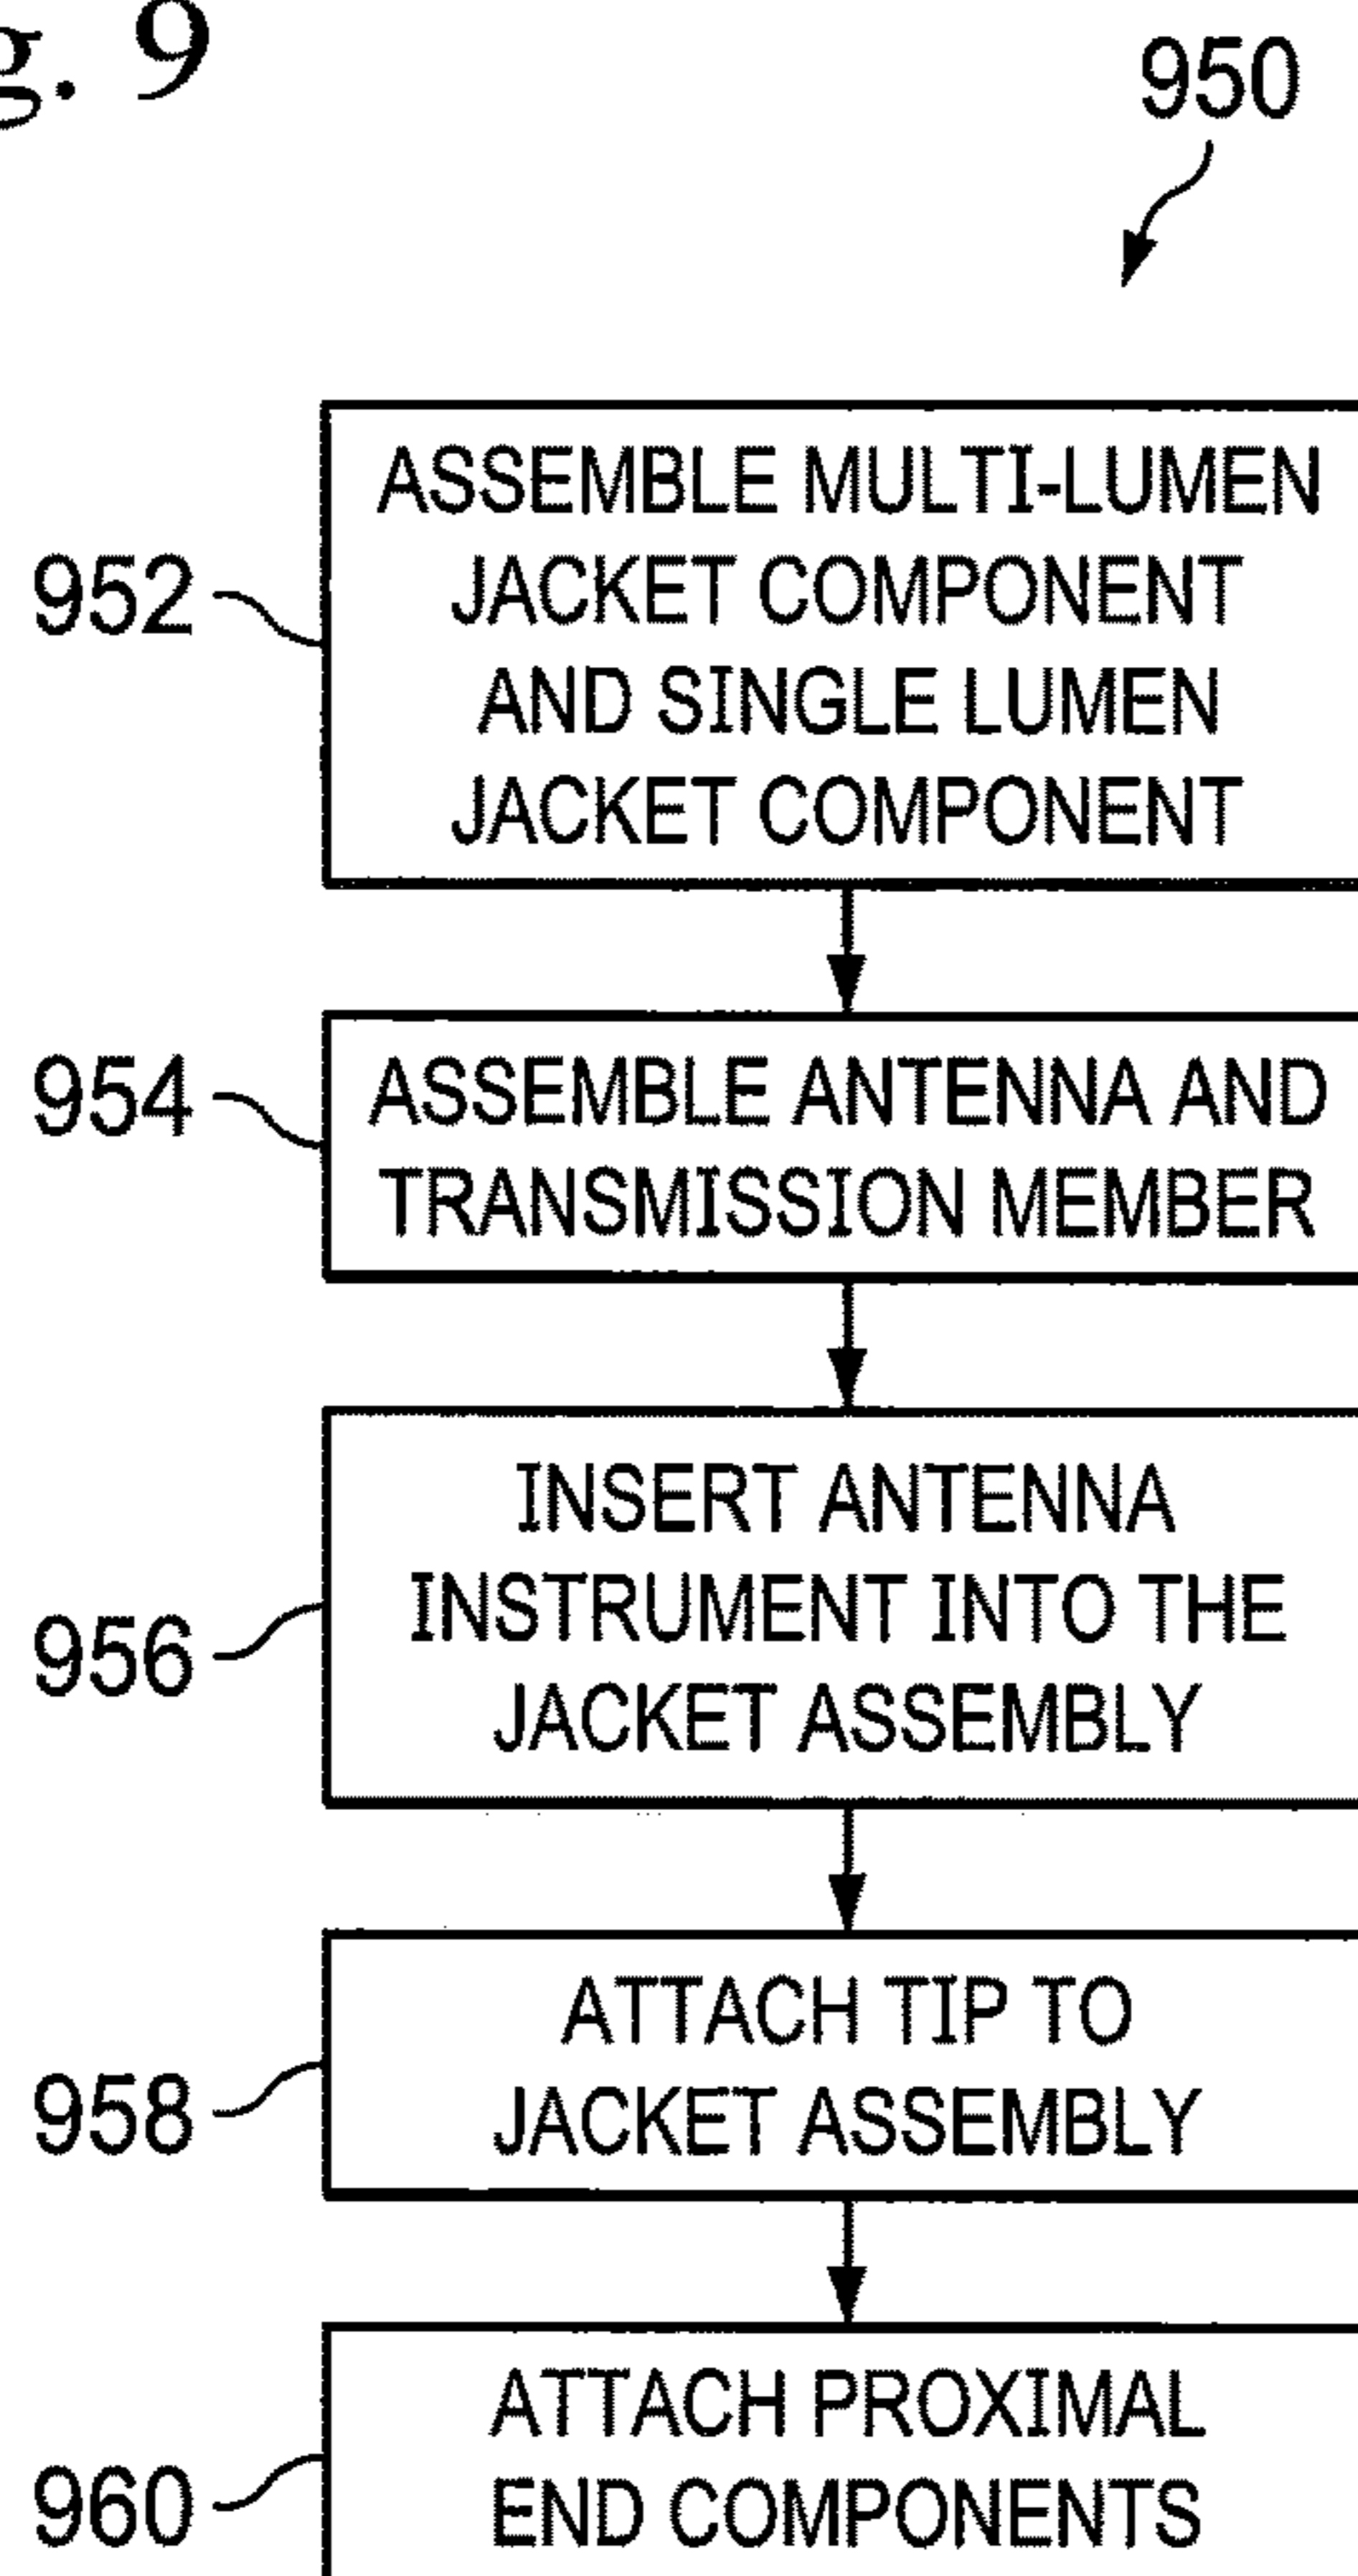 g. 9
950
952
ASSEMBLE MULTI-LUMEN
JACKET COMPONENT
AND SINGLE LUMEN
JACKET COMPONENT
954
ASSEMBLE ANTENNA AND
TRANSMISSION MEMBER
956
INSERT ANTENNA
INSTRUMENT INTO THE
JACKET ASSEMBLY
958
ATTACH TIP TO
JACKET ASSEMBLY
960
ATTACH PROXIMAL
END COMPONENTS